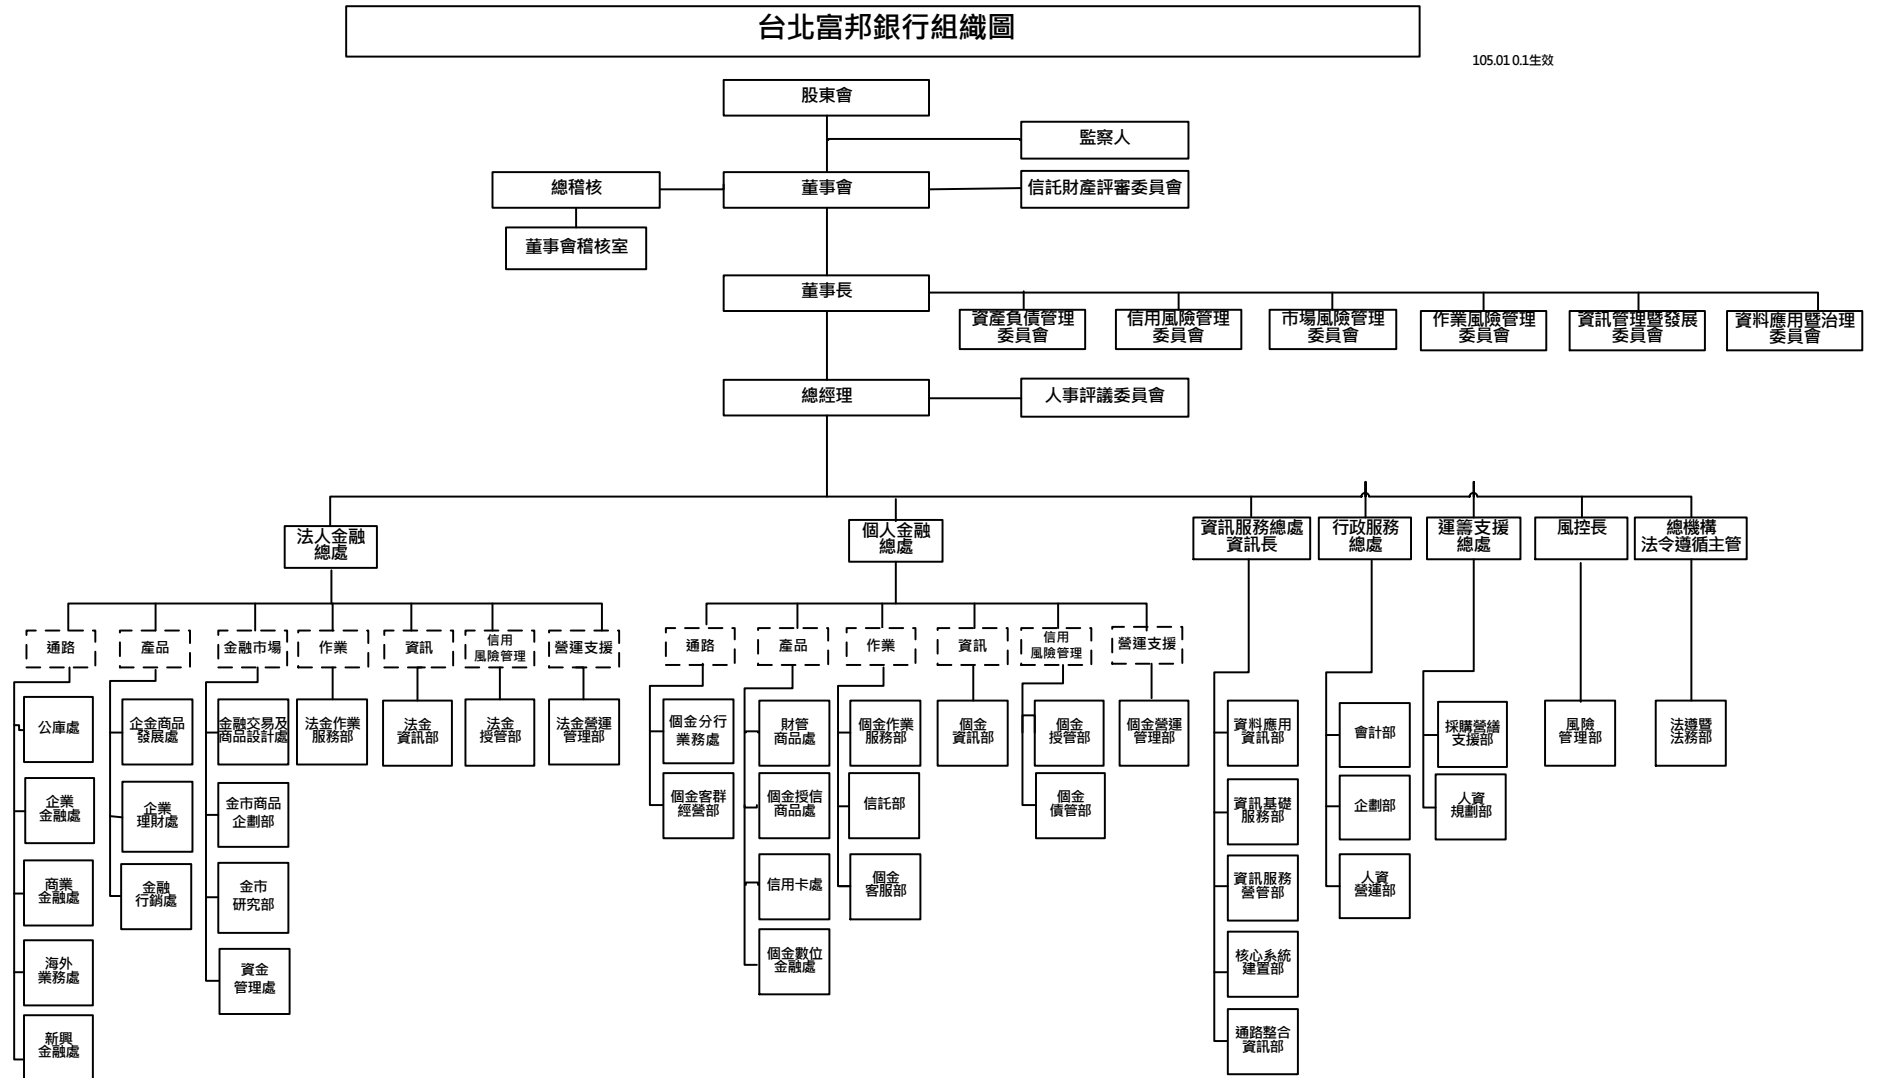 台北富邦銀行組織圖
105.01 0.1生效
股東會
監察人
總稽核
董事會
信託財產評審委員會
董事會稽核室
董事長
資產負債管理
委員會
信用風險管理
委員會
市場風險管理
委員會
作業風險管理
委員會
資訊管理暨發展
委員會
資料應用暨治理
委員會
總經理
人事評議委員會
法人金融
總處
個人金融
總處
資訊服務總處
資訊長
行政服務
總處
運籌支援
總處
風控長
總機構
法令遵循主管
通路
產品
金融市場
作業
資訊
信用
風險管理
營運支援
通路
產品
作業
資訊
信用
風險管理
營運支援
公庫處
企業
金融處
商業
金融處
海外
業務處
新興
金融處
企金商品
發展處
企業
理財處
金融
行銷處
金融交易及
商品設計處
金市商品
企劃部
金市
研究部
資金
管理處
法金作業
服務部
法金
資訊部
法金
授管部
法金營運
管理部
個金分行
業務處
個金客群
經營部
財管
商品處
個金授信
商品處
信用卡處
個金數位
金融處
個金作業
服務部
信託部
個金
客服部
個金
資訊部
個金
授管部
個金
債管部
個金營運
管理部
資料應用
資訊部
資訊基礎
服務部
資訊服務
營管部
核心系統
建置部
通路整合
資訊部
會計部
企劃部
人資
營運部
採購營繕
支援部
人資
規劃部
風險
管理部
法遵暨
法務部